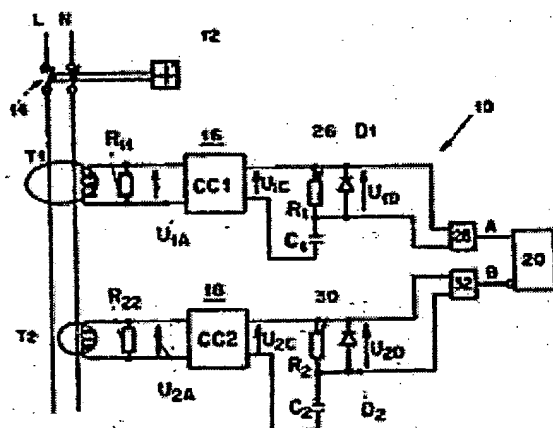 L N
12
14
T1
R11
16
26 D1
10
CC1
U1C
R1
U1D
U1A
C1
28 A
20
R22
18
30
32 B
T2
CC2
U2C
R2
U2D
U2A
C2 D2